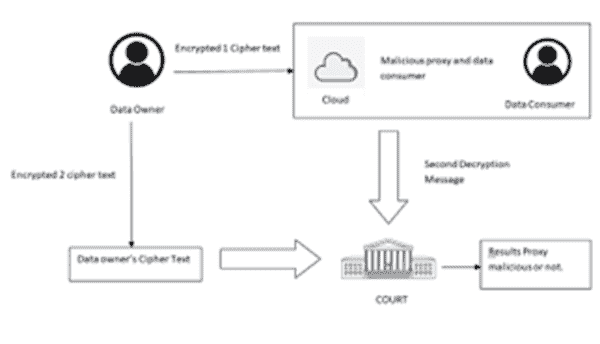 Encrypted 1 Cipher text
Data Owner
Cloud
Malicious proxy and data
consumer
Data Consumer
Encrypted 2 cipher text
Second Decryption
Message
Data owner's Cipher Text
COURT
Results Proxy
malicious or not.